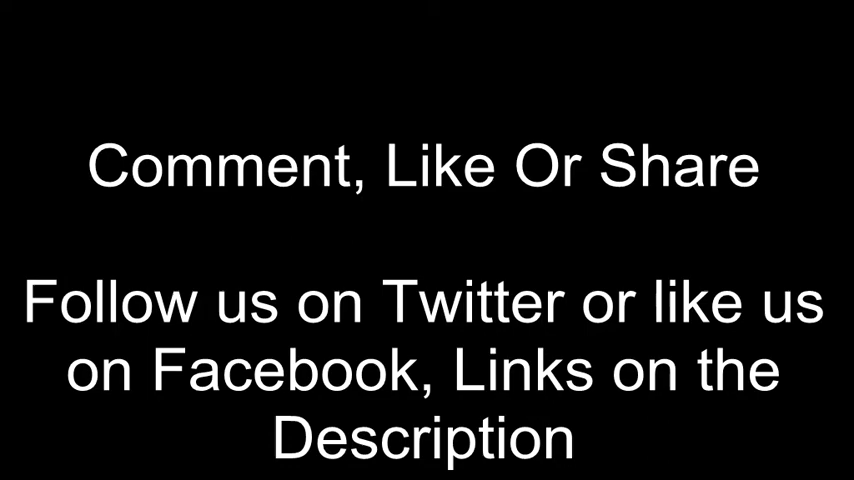 Comment, Like Or Share
Follow us on Twitter or like us
on Facebook, Links on the
Description